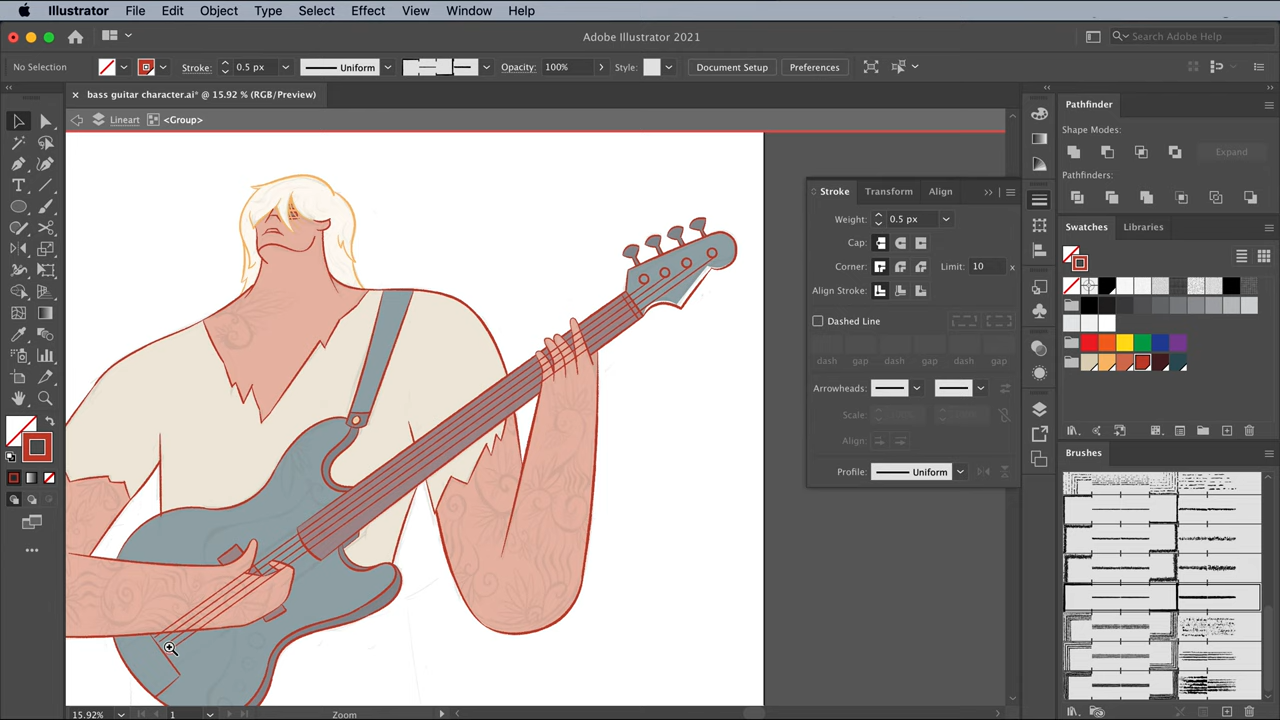 Illustrator File Edit Object Type Select Effect View Window Help
Adobe Illustrator 2021
Search Adobe Help
No Selection Stroke: 0.5 px Uniform Opacity: 100% Style: Document Setup Preferences
bass guitar character.ai* @ 15.92 % (RGB/Preview)
Lineart <Group>
Stroke Transform Align
Weight: 0.5 px
Cap:
Corner: Limit: 10 x
Align Stroke:
Dashed Line
dash gap dash gap dash gap
Arrowheads:
Scale:
Align:
Profile: Uniform
Pathfinder
Shape Modes:
Expand
Pathfinders:
Swatches Libraries
Brushes
15.92% 1 Zoom